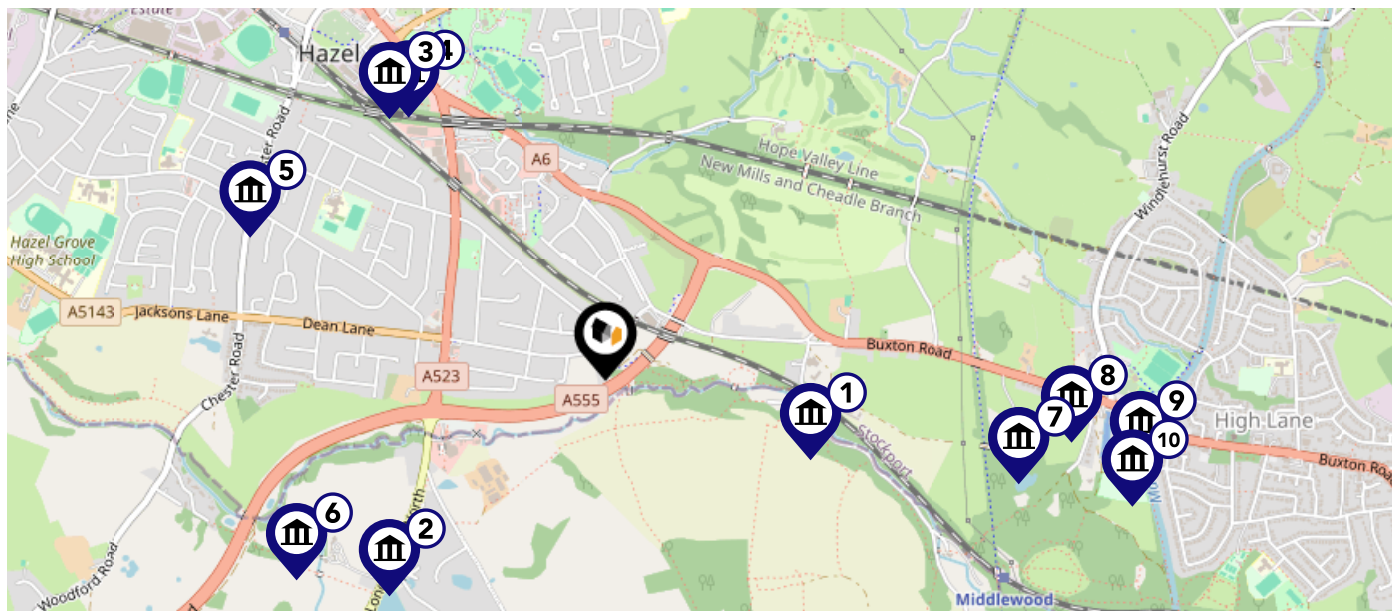 Estate
Hazel
3
4
Chester Road
5
A6
Hope Valley Line
New Mills and Cheadle Branch
Windlehurst Road
Hazel Grove
High School
A5143
Jacksons Lane
Dean Lane
Buxton Road
A523
A555
Chester Road
1
8
7
9
10
High Lane
Buxton Roa
Stockport
6
2
Woodford Road
Middlewood